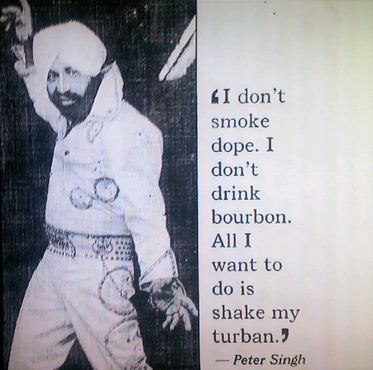 ❛I don't
smoke
dope. I
don't
drink
bourbon.
All I
want to
do is
shake my
turban.❜
— Peter Singh